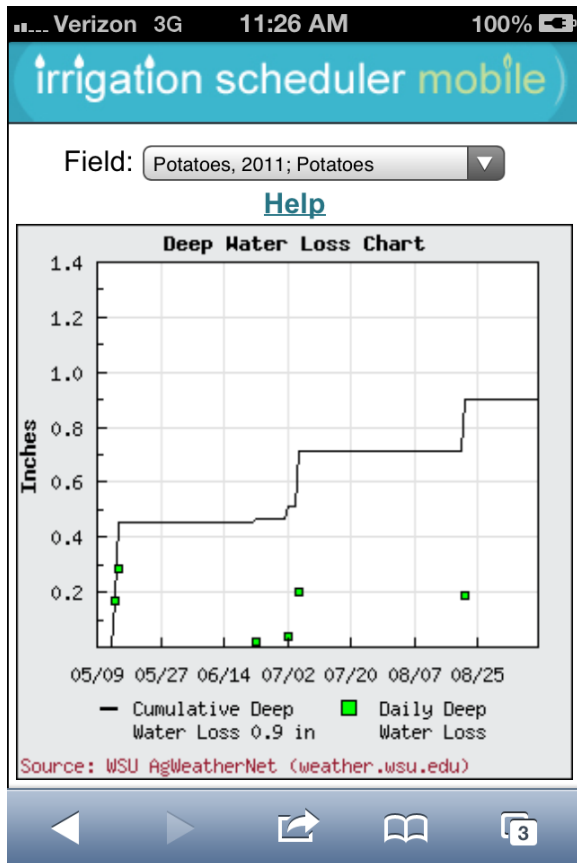 Verizon 3G 11:26 AM 100%
irrigation scheduler mobile
Field: Potatoes, 2011; Potatoes
Help
Deep Water Loss Chart
1.4
1.2
1.0
0.8
0.6
0.4
0.2
Inches
05/09 05/27 06/14 07/02 07/20 08/07 08/25
Cumulative Deep Water Loss 0.9 in
Daily Deep Water Loss
Source: WSU AgWeatherNet (weather.wsu.edu)
3